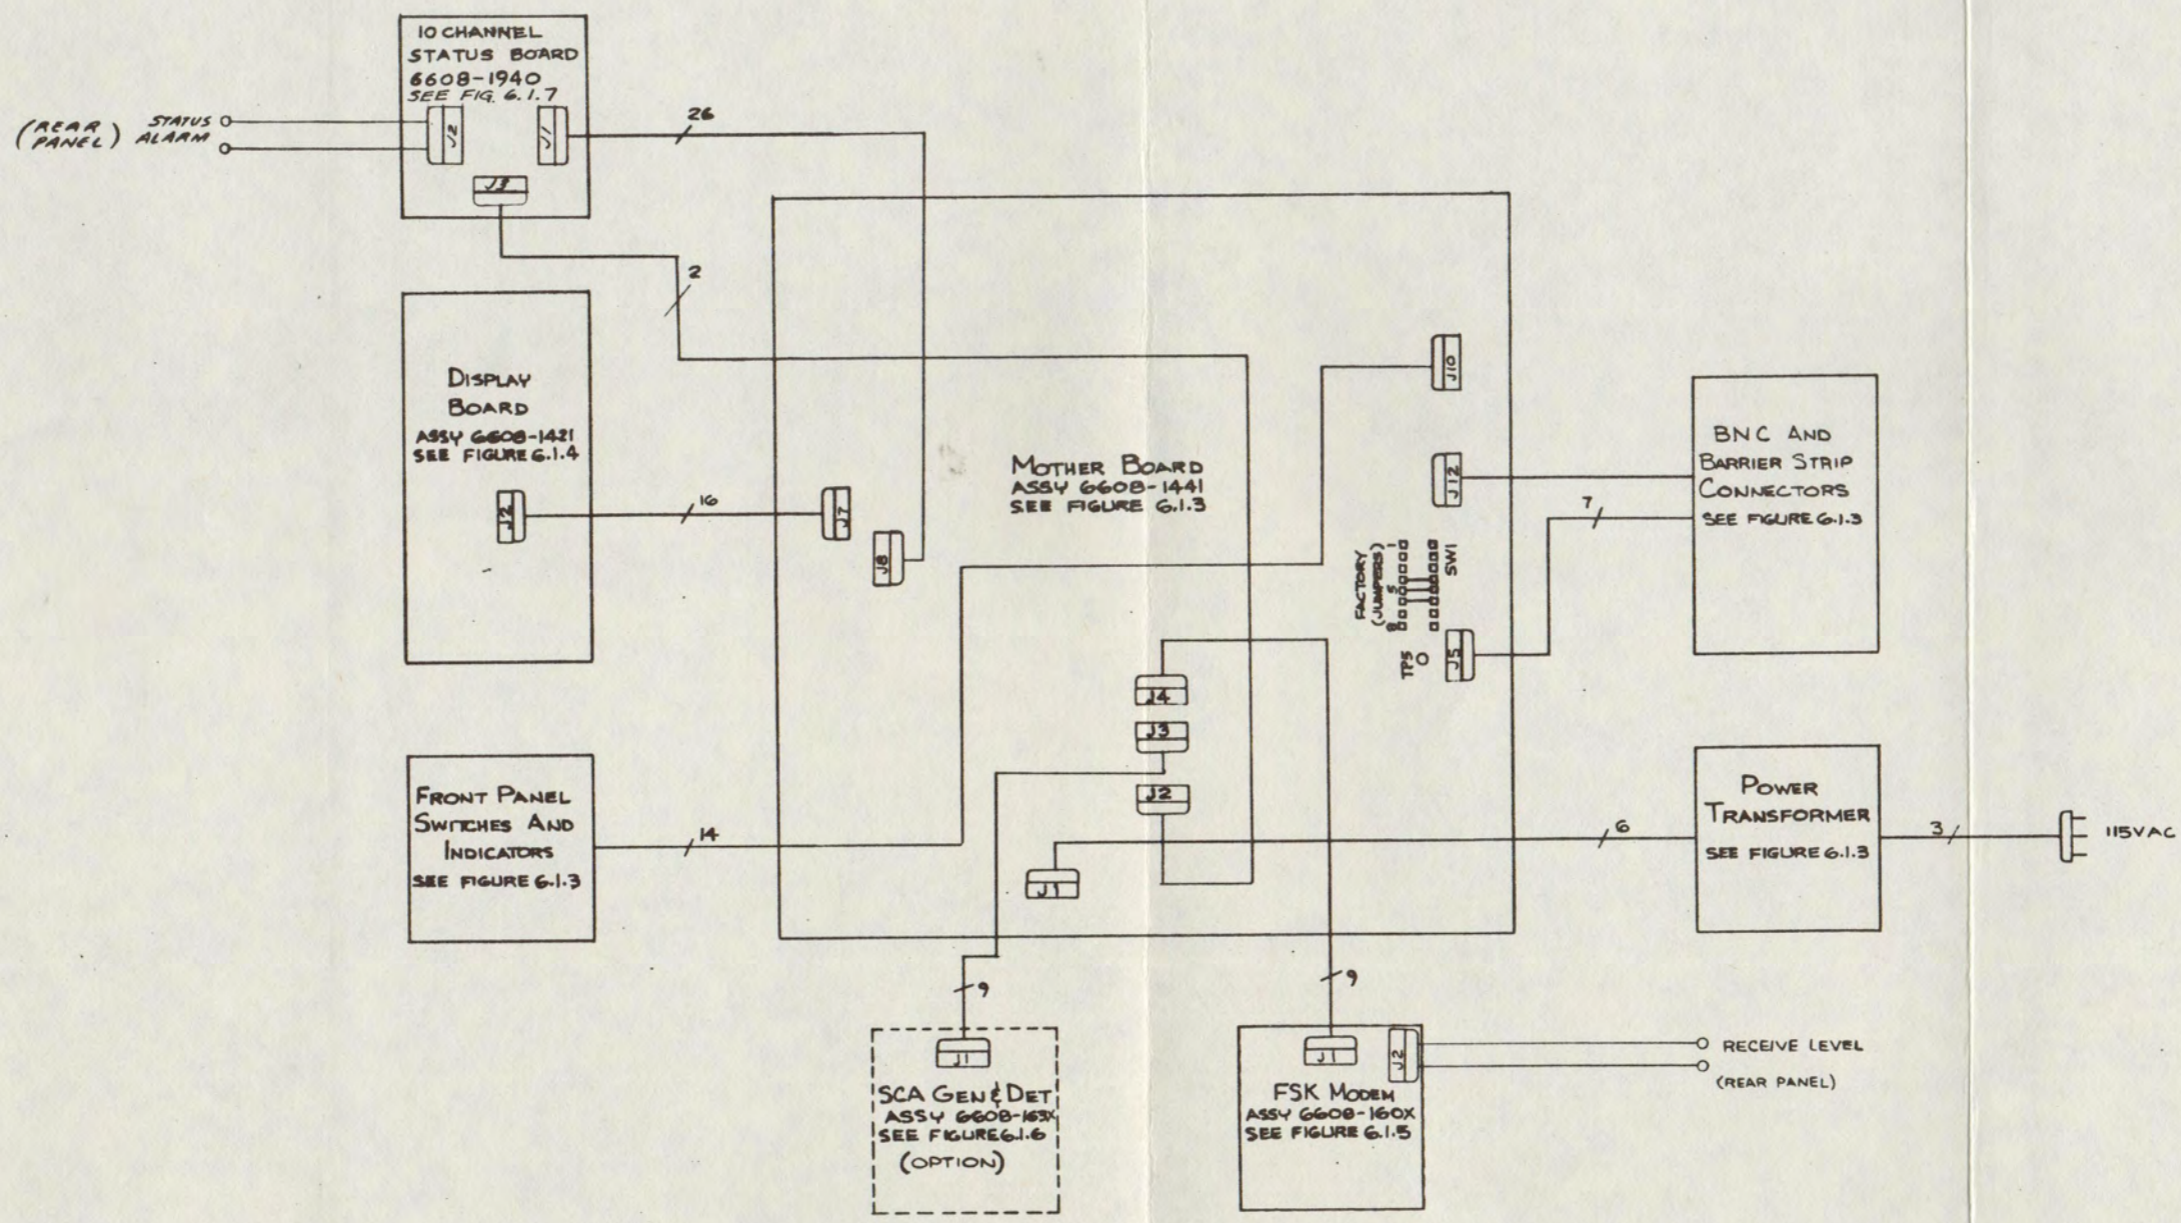 10 CHANNEL
STATUS BOARD
6608-1940
SEE FIG. 6.1.7
J2
J1
J3
(REAR PANEL)
STATUS
ALARM
26
2
DISPLAY
BOARD
ASSY 6608-1421
SEE FIGURE 6.1.4
J2
16
J7
J8
MOTHER BOARD
ASSY 6608-1441
SEE FIGURE 6.1.3
J10
J12
FACTORY
(JUMPERS)
8 5 1
SW1
TP5
J5
7
BNC AND
BARRIER STRIP
CONNECTORS
SEE FIGURE 6.1.3
J4
J3
J2
J1
FRONT PANEL
SWITCHES AND
INDICATORS
SEE FIGURE 6.1.3
14
6
POWER
TRANSFORMER
SEE FIGURE 6.1.3
3
115VAC
9
J1
SCA GEN & DET
ASSY 6608-163X
SEE FIGURE 6.1.6
(OPTION)
9
J1
J2
FSK MODEM
ASSY 6608-160X
SEE FIGURE 6.1.5
RECEIVE LEVEL
(REAR PANEL)